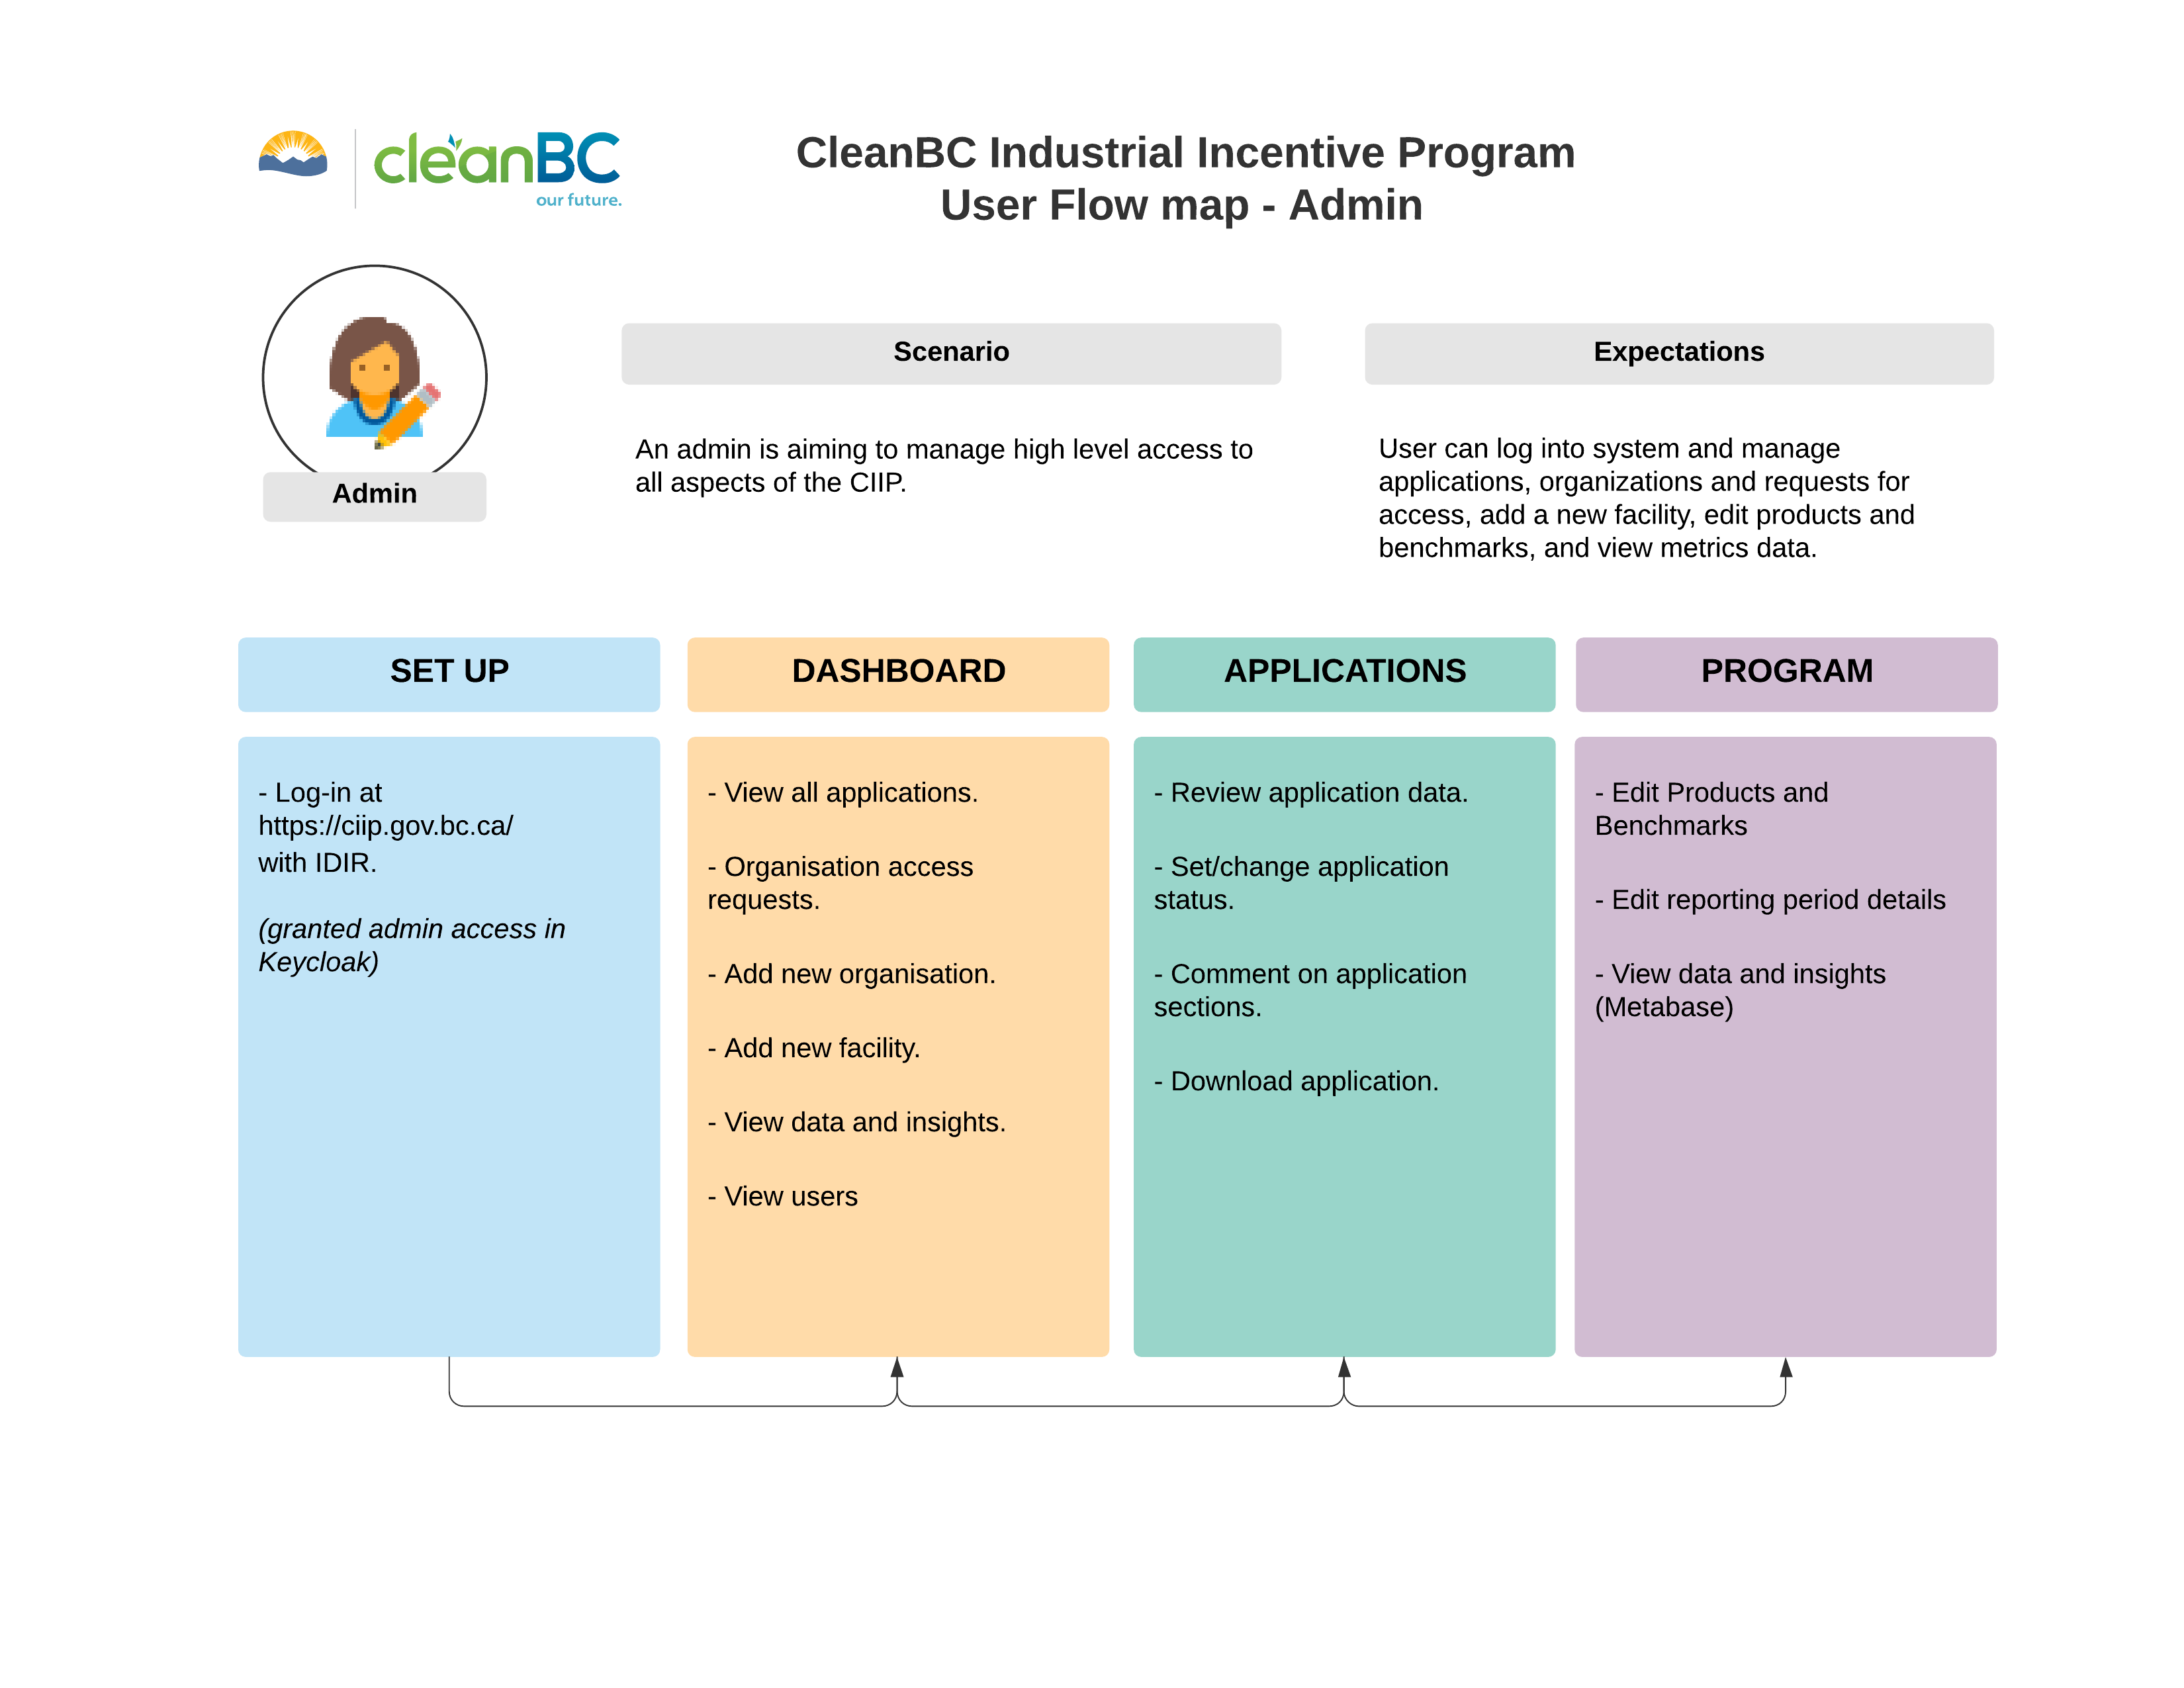 cleanBC
our future.
CleanBC Industrial Incentive Program
User Flow map - Admin
Admin
Scenario
An admin is aiming to manage high level access to
all aspects of the CIIP.
Expectations
User can log into system and manage
applications, organizations and requests for
access, add a new facility, edit products and
benchmarks, and view metrics data.
SET UP
- Log-in at
https://ciip.gov.bc.ca/
with IDIR.
(granted admin access in
Keycloak)
DASHBOARD
- View all applications.
- Organisation access
requests.
- Add new organisation.
- Add new facility.
- View data and insights.
- View users
APPLICATIONS
- Review application data.
- Set/change application
status.
- Comment on application
sections.
- Download application.
PROGRAM
- Edit Products and
Benchmarks
- Edit reporting period details
- View data and insights
(Metabase)